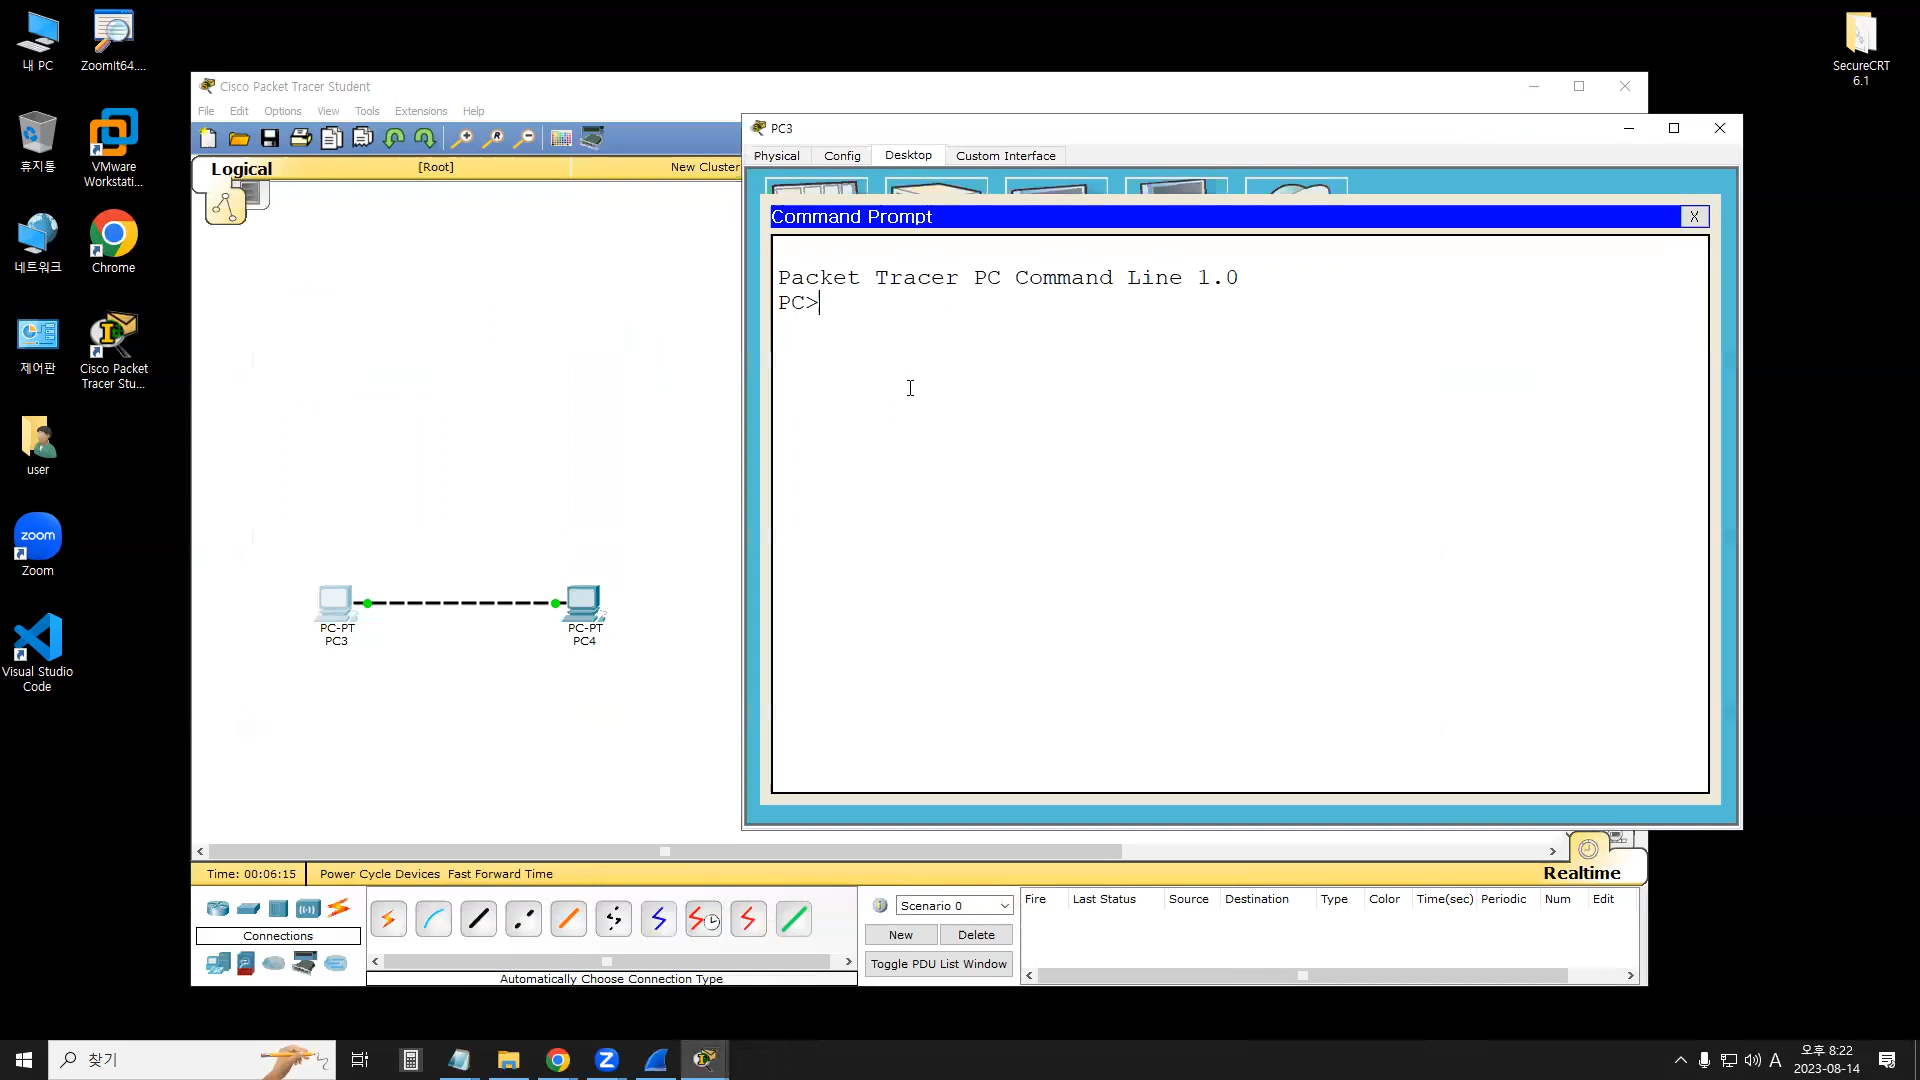 내 PC
ZoomIt64....
휴지통
VMware
Workstati...
네트워크
Chrome
제어판
Cisco Packet
Tracer Stu...
user
Zoom
zoom
Visual Studio
Code
SecureCRT
6.1
Cisco Packet Tracer Student
File Edit Options View Tools Extensions Help
Logical [Root] New Cluster
PC3
Physical Config Desktop Custom Interface
Command Prompt X
Packet Tracer PC Command Line 1.0
PC>
PC-PT
PC3
PC-PT
PC4
Time: 00:06:15 Power Cycle Devices Fast Forward Time
Realtime
Connections
Automatically Choose Connection Type
Scenario 0
New Delete
Toggle PDU List Window
Fire Last Status Source Destination Type Color Time(sec) Periodic Num Edit
찾기
A
오후 8:22
2023-08-14